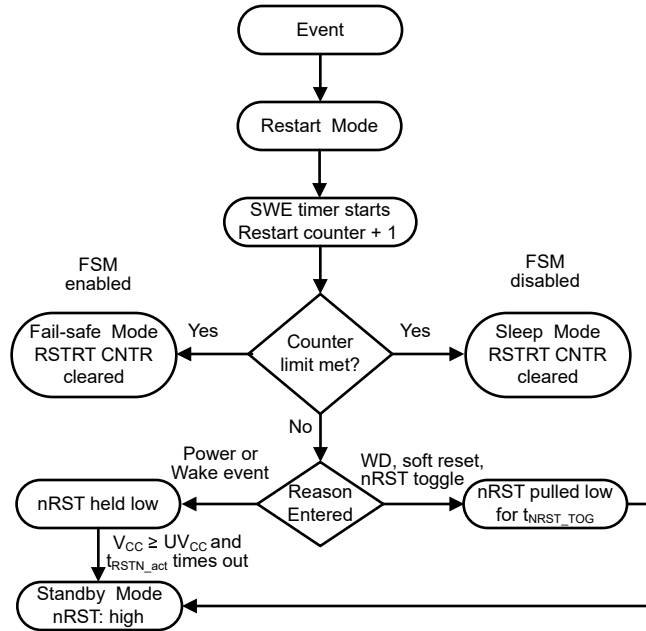 Event
Restart Mode
SWE timer starts
Restart counter + 1
FSM
enabled
FSM
disabled
Fail-safe Mode
RSTRT CNTR
cleared
Yes
Counter
limit met?
Yes
Sleep Mode
RSTRT CNTR
cleared
No
Power or
Wake event
WD, soft reset,
nRST toggle
nRST held low
Reason
Entered
nRST pulled low
for tNRST_TOG
VCC ≥ UVCC and
tRSTN_act times out
Standby Mode
nRST: high